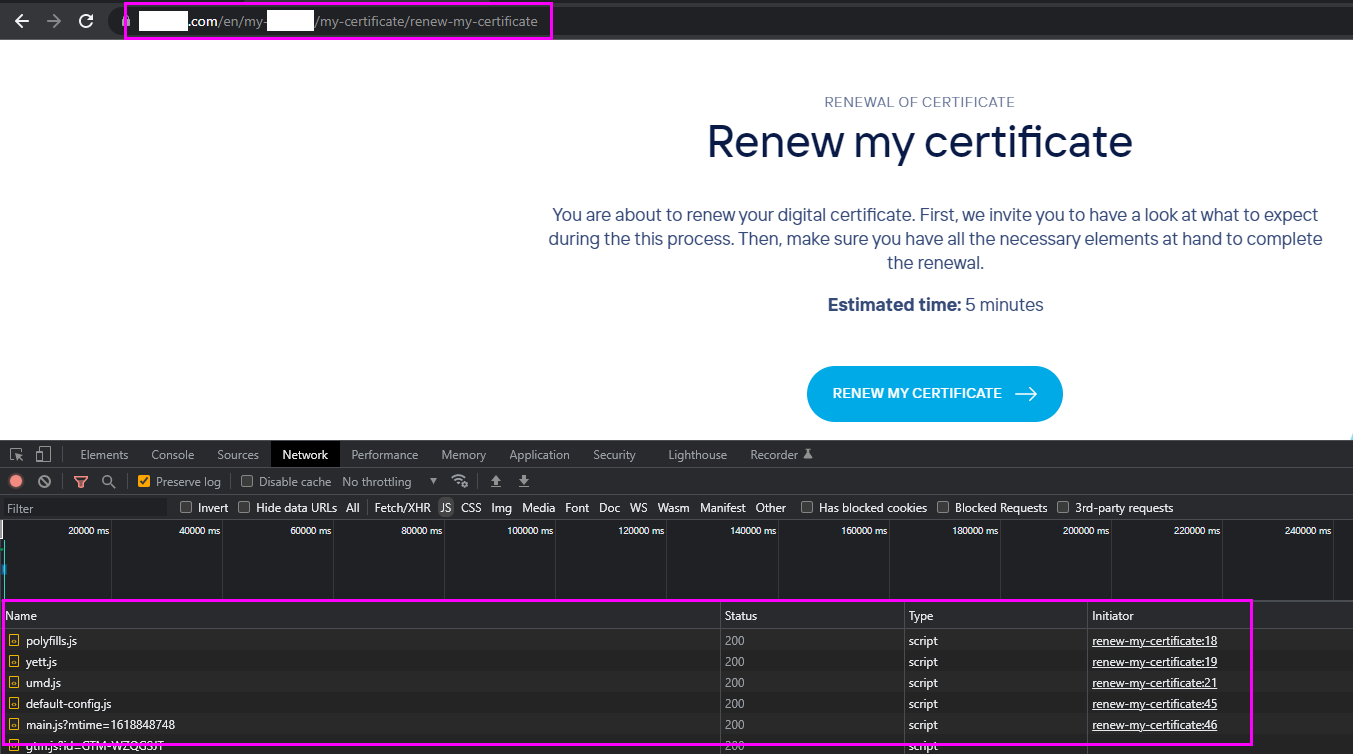 .com/en/my- /my-certificate/renew-my-certificate
RENEWAL OF CERTIFICATE
Renew my certificate
You are about to renew your digital certificate. First, we invite you to have a look at what to expect
during the this process. Then, make sure you have all the necessary elements at hand to complete
the renewal.
Estimated time: 5 minutes
RENEW MY CERTIFICATE
Elements Console Sources Network Performance Memory Application Security Lighthouse Recorder
Preserve log Disable cache No throttling
Filter Invert Hide data URLs All Fetch/XHR JS CSS Img Media Font Doc WS Wasm Manifest Other Has blocked cookies Blocked Requests 3rd-party requests
20000 ms 40000 ms 60000 ms 80000 ms 100000 ms 120000 ms 140000 ms 160000 ms 180000 ms 200000 ms 220000 ms 240000 ms
Name Status Type Initiator
polyfills.js 200 script renew-my-certificate:18
yett.js 200 script renew-my-certificate:19
umd.js 200 script renew-my-certificate:21
default-config.js 200 script renew-my-certificate:45
main.js?mtime=1618848748 200 script renew-my-certificate:46
gtm.js?id=GTM-WZQGSJT 200 script